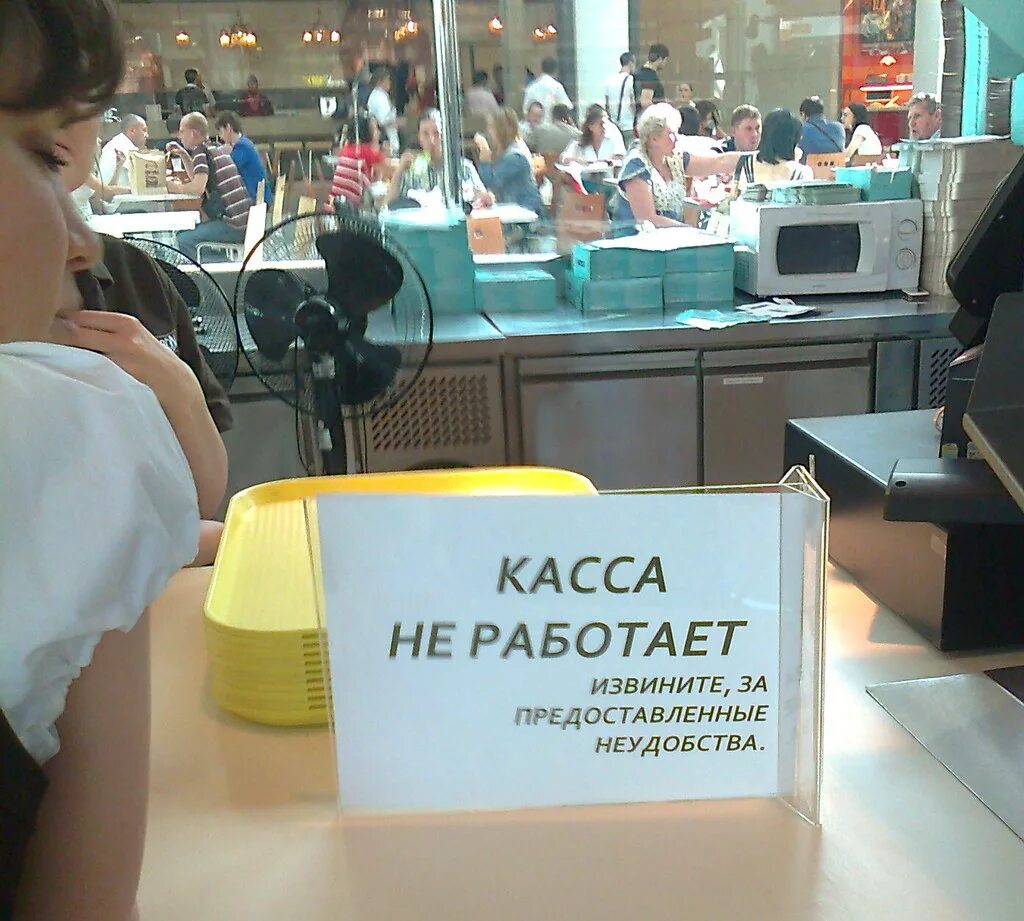 КАССА
НЕ РАБОТАЕТ
ИЗВИНИТЕ, ЗА
ПРЕДОСТАВЛЕННЫЕ
НЕУДОБСТВА.